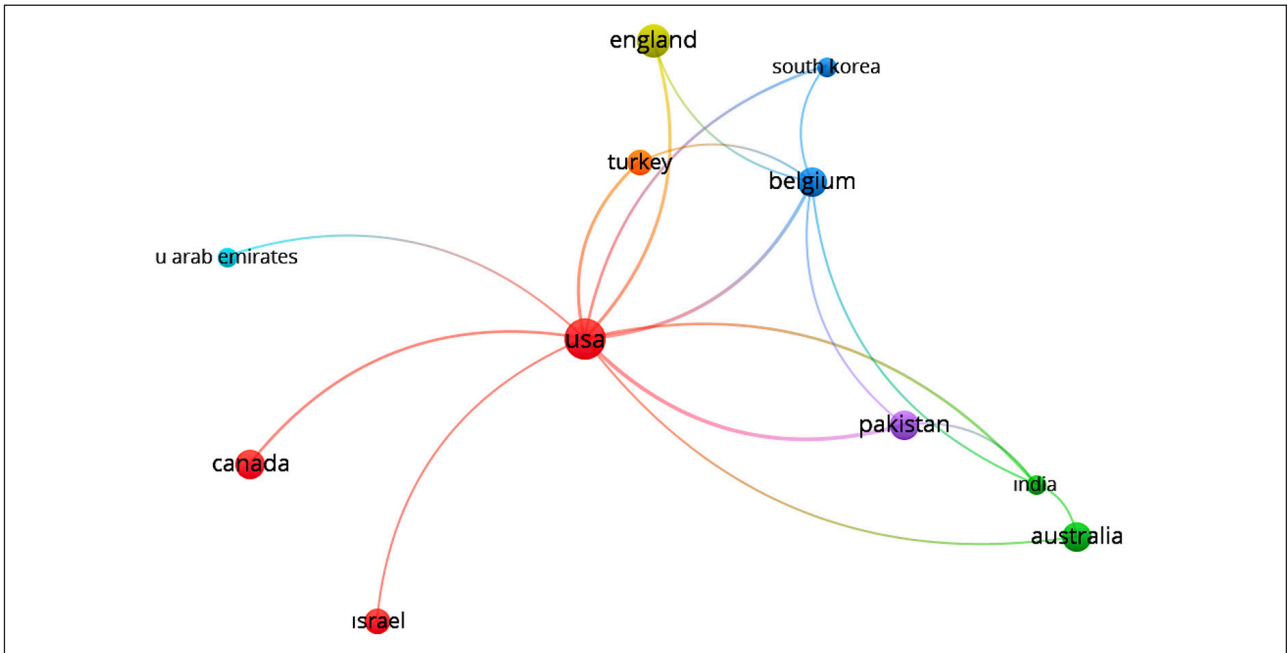 england
south korea
turkey
belgium
u arab emirates
usa
pakistan
canada
ındia
australia
ısrael